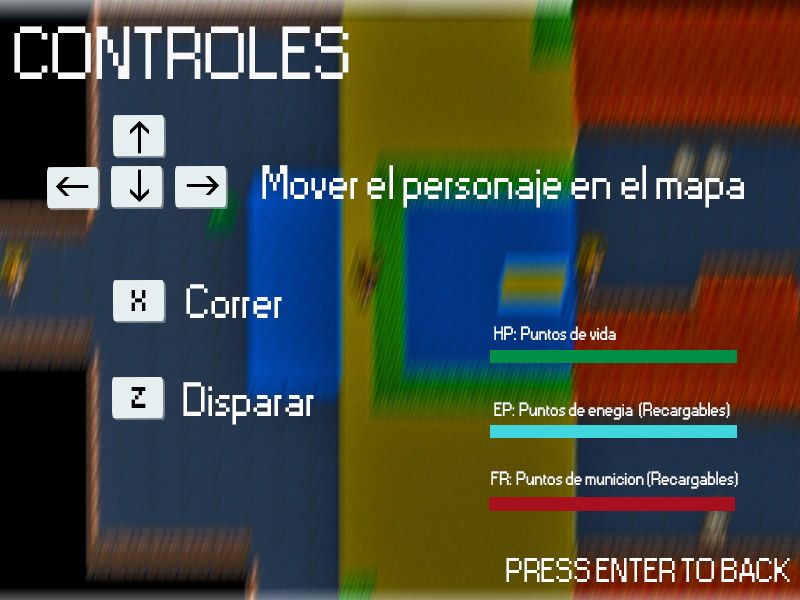 CONTROLES
↑
← ↓ → Mover el personaje en el mapa
X Correr
HP: Puntos de vida
Z Disparar
EP: Puntos de enegia (Recargables)
FR: Puntos de municion (Recargables)
PRESS ENTER TO BACK